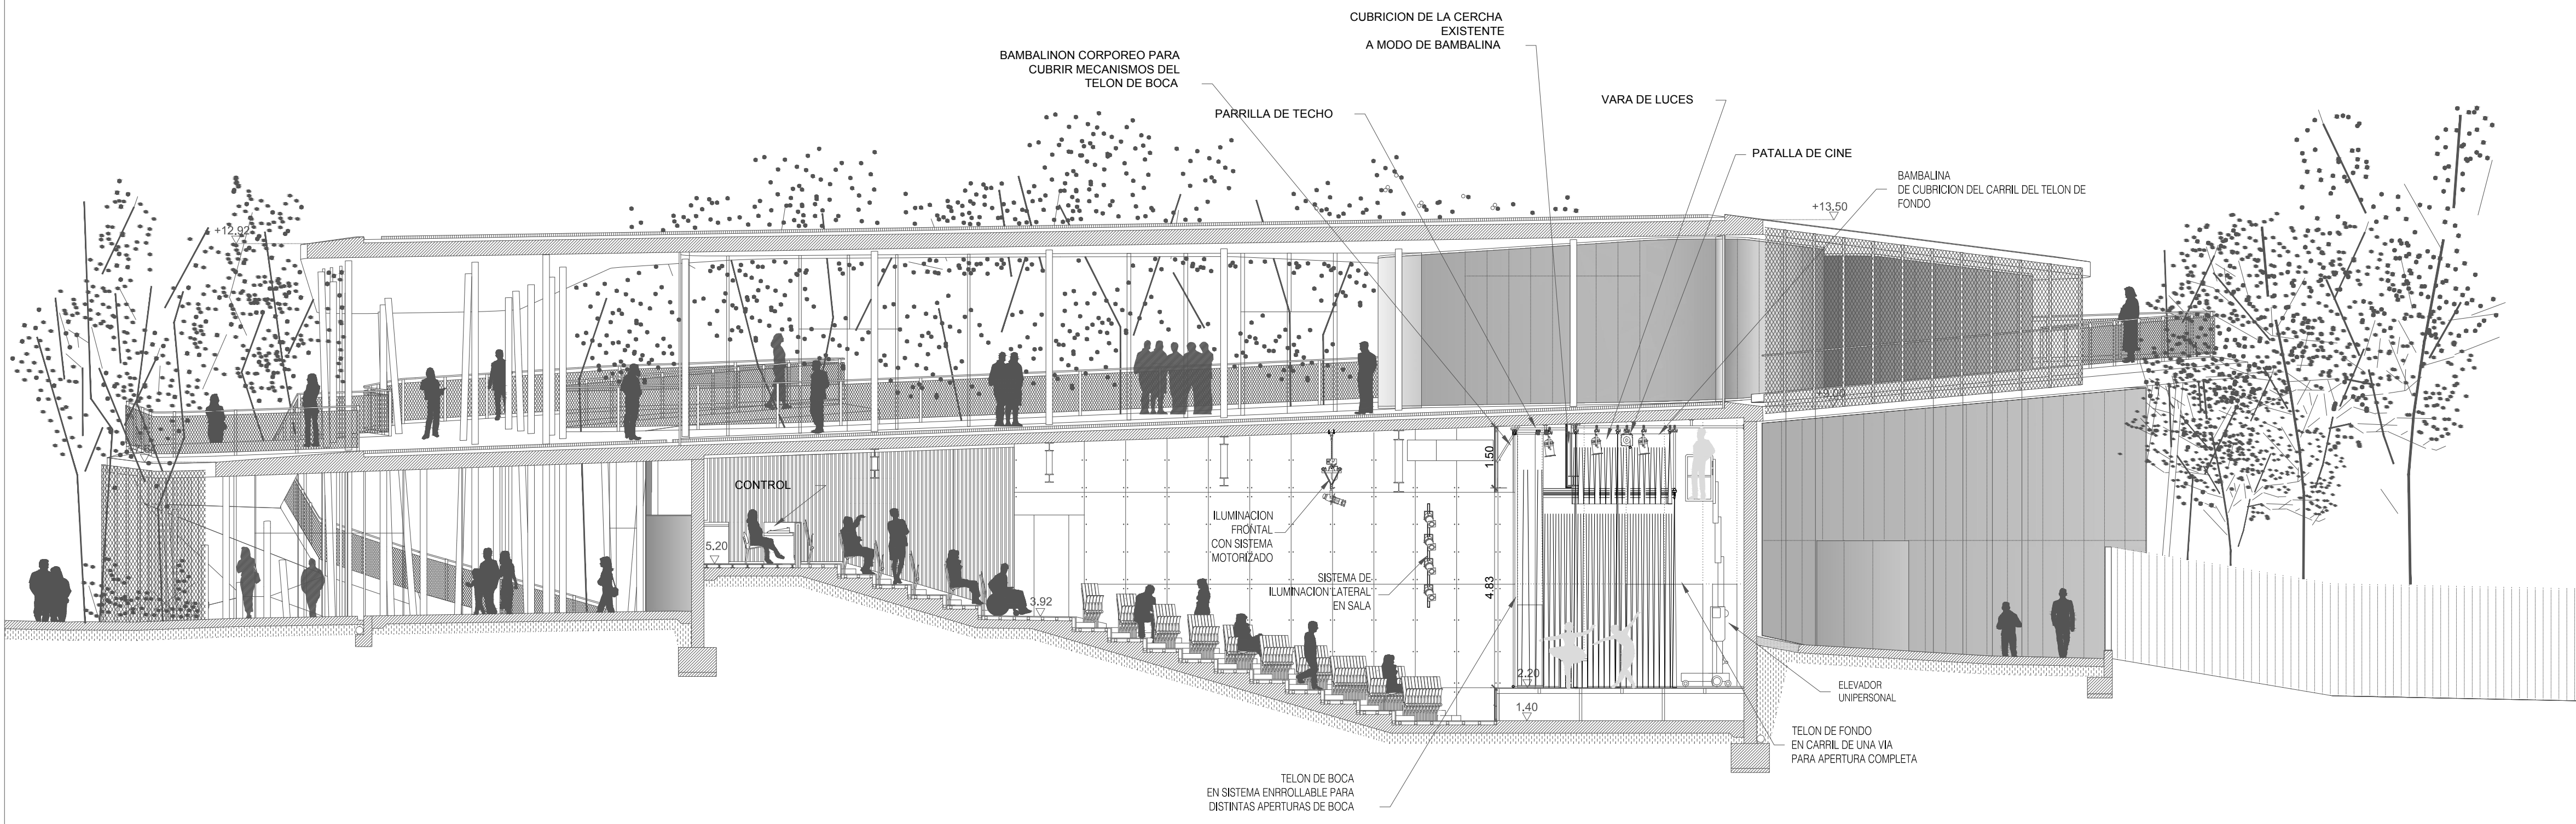 CUBRICION DE LA CERCHA
EXISTENTE
A MODO DE BAMBALINA
BAMBALINON CORPOREO PARA
CUBRIR MECANISMOS DEL
TELON DE BOCA
PARRILLA DE TECHO
VARA DE LUCES
PATALLA DE CINE
BAMBALINA
DE CUBRICION DEL CARRIL DEL TELON DE
FONDO
+13.50
+12.92
+9.00
1.50
CONTROL
5.20
ILUMINACION
FRONTAL
CON SISTEMA
MOTORIZADO
SISTEMA DE
ILUMINACION LATERAL
EN SALA
4.83
3.92
2.20
1.40
ELEVADOR
UNIPERSONAL
TELON DE FONDO
EN CARRIL DE UNA VIA
PARA APERTURA COMPLETA
TELON DE BOCA
EN SISTEMA ENRROLLABLE PARA
DISTINTAS APERTURAS DE BOCA